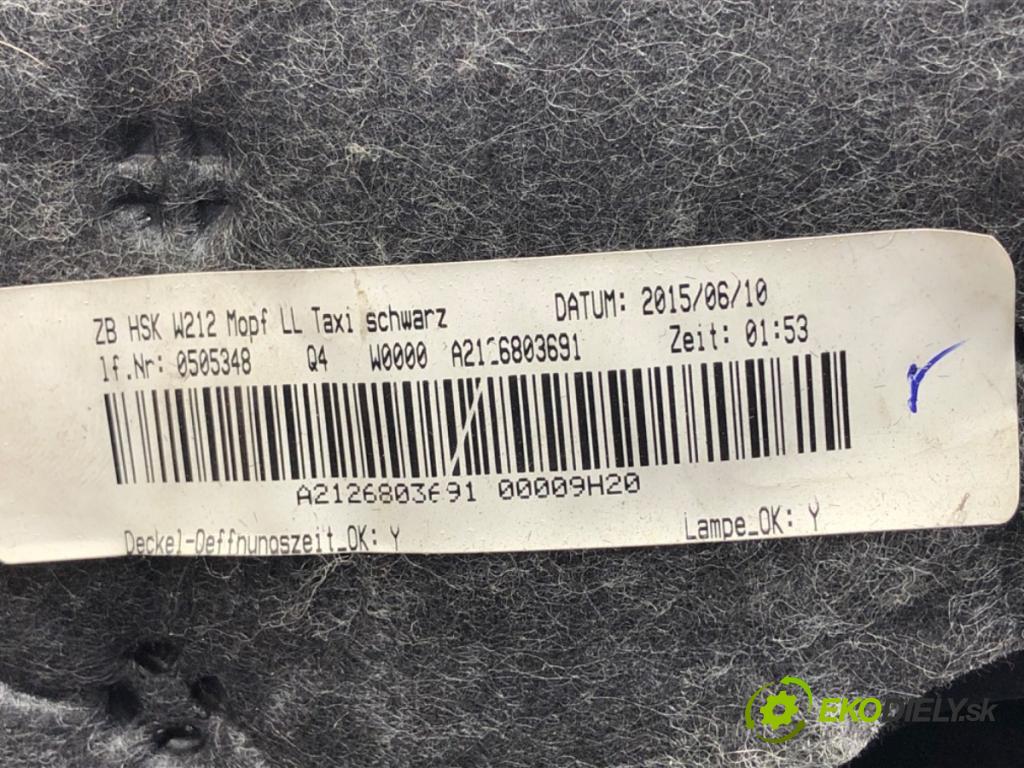 ZB HSK W212 Mopf LL Taxi schwarz DATUM: 2015/06/10
lf.Nr: 0505348 Q4 W0000 A2126803691 Zeit: 01:53
r
A2126803691 00009H20
Deckel-Oeffnungszeit_OK: Y Lampe_OK: Y
EKODIELY.sk